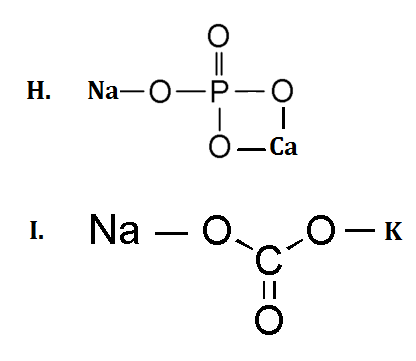 O
H. Na O P O
O Ca
I. Na O O K
C
O